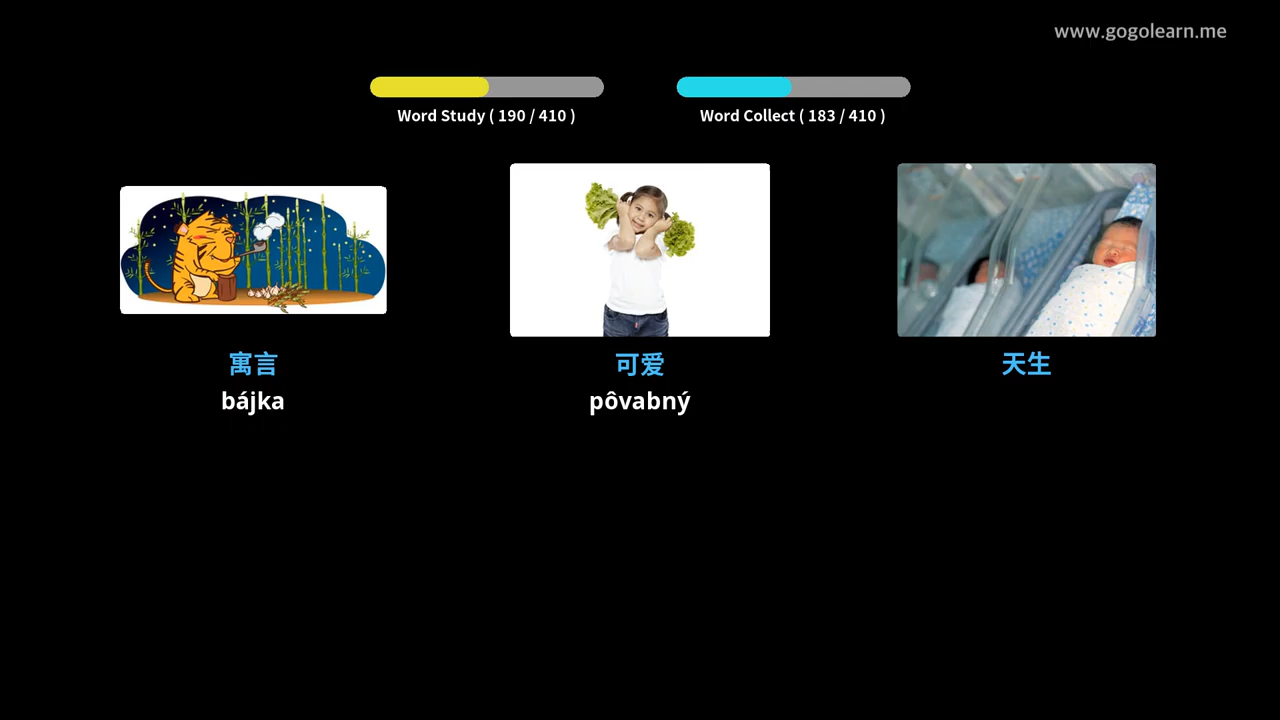 www.gogolearn.me
Word Study ( 190 / 410 )
Word Collect ( 183 / 410 )
寓言
bájka
可爱
pôvabný
天生